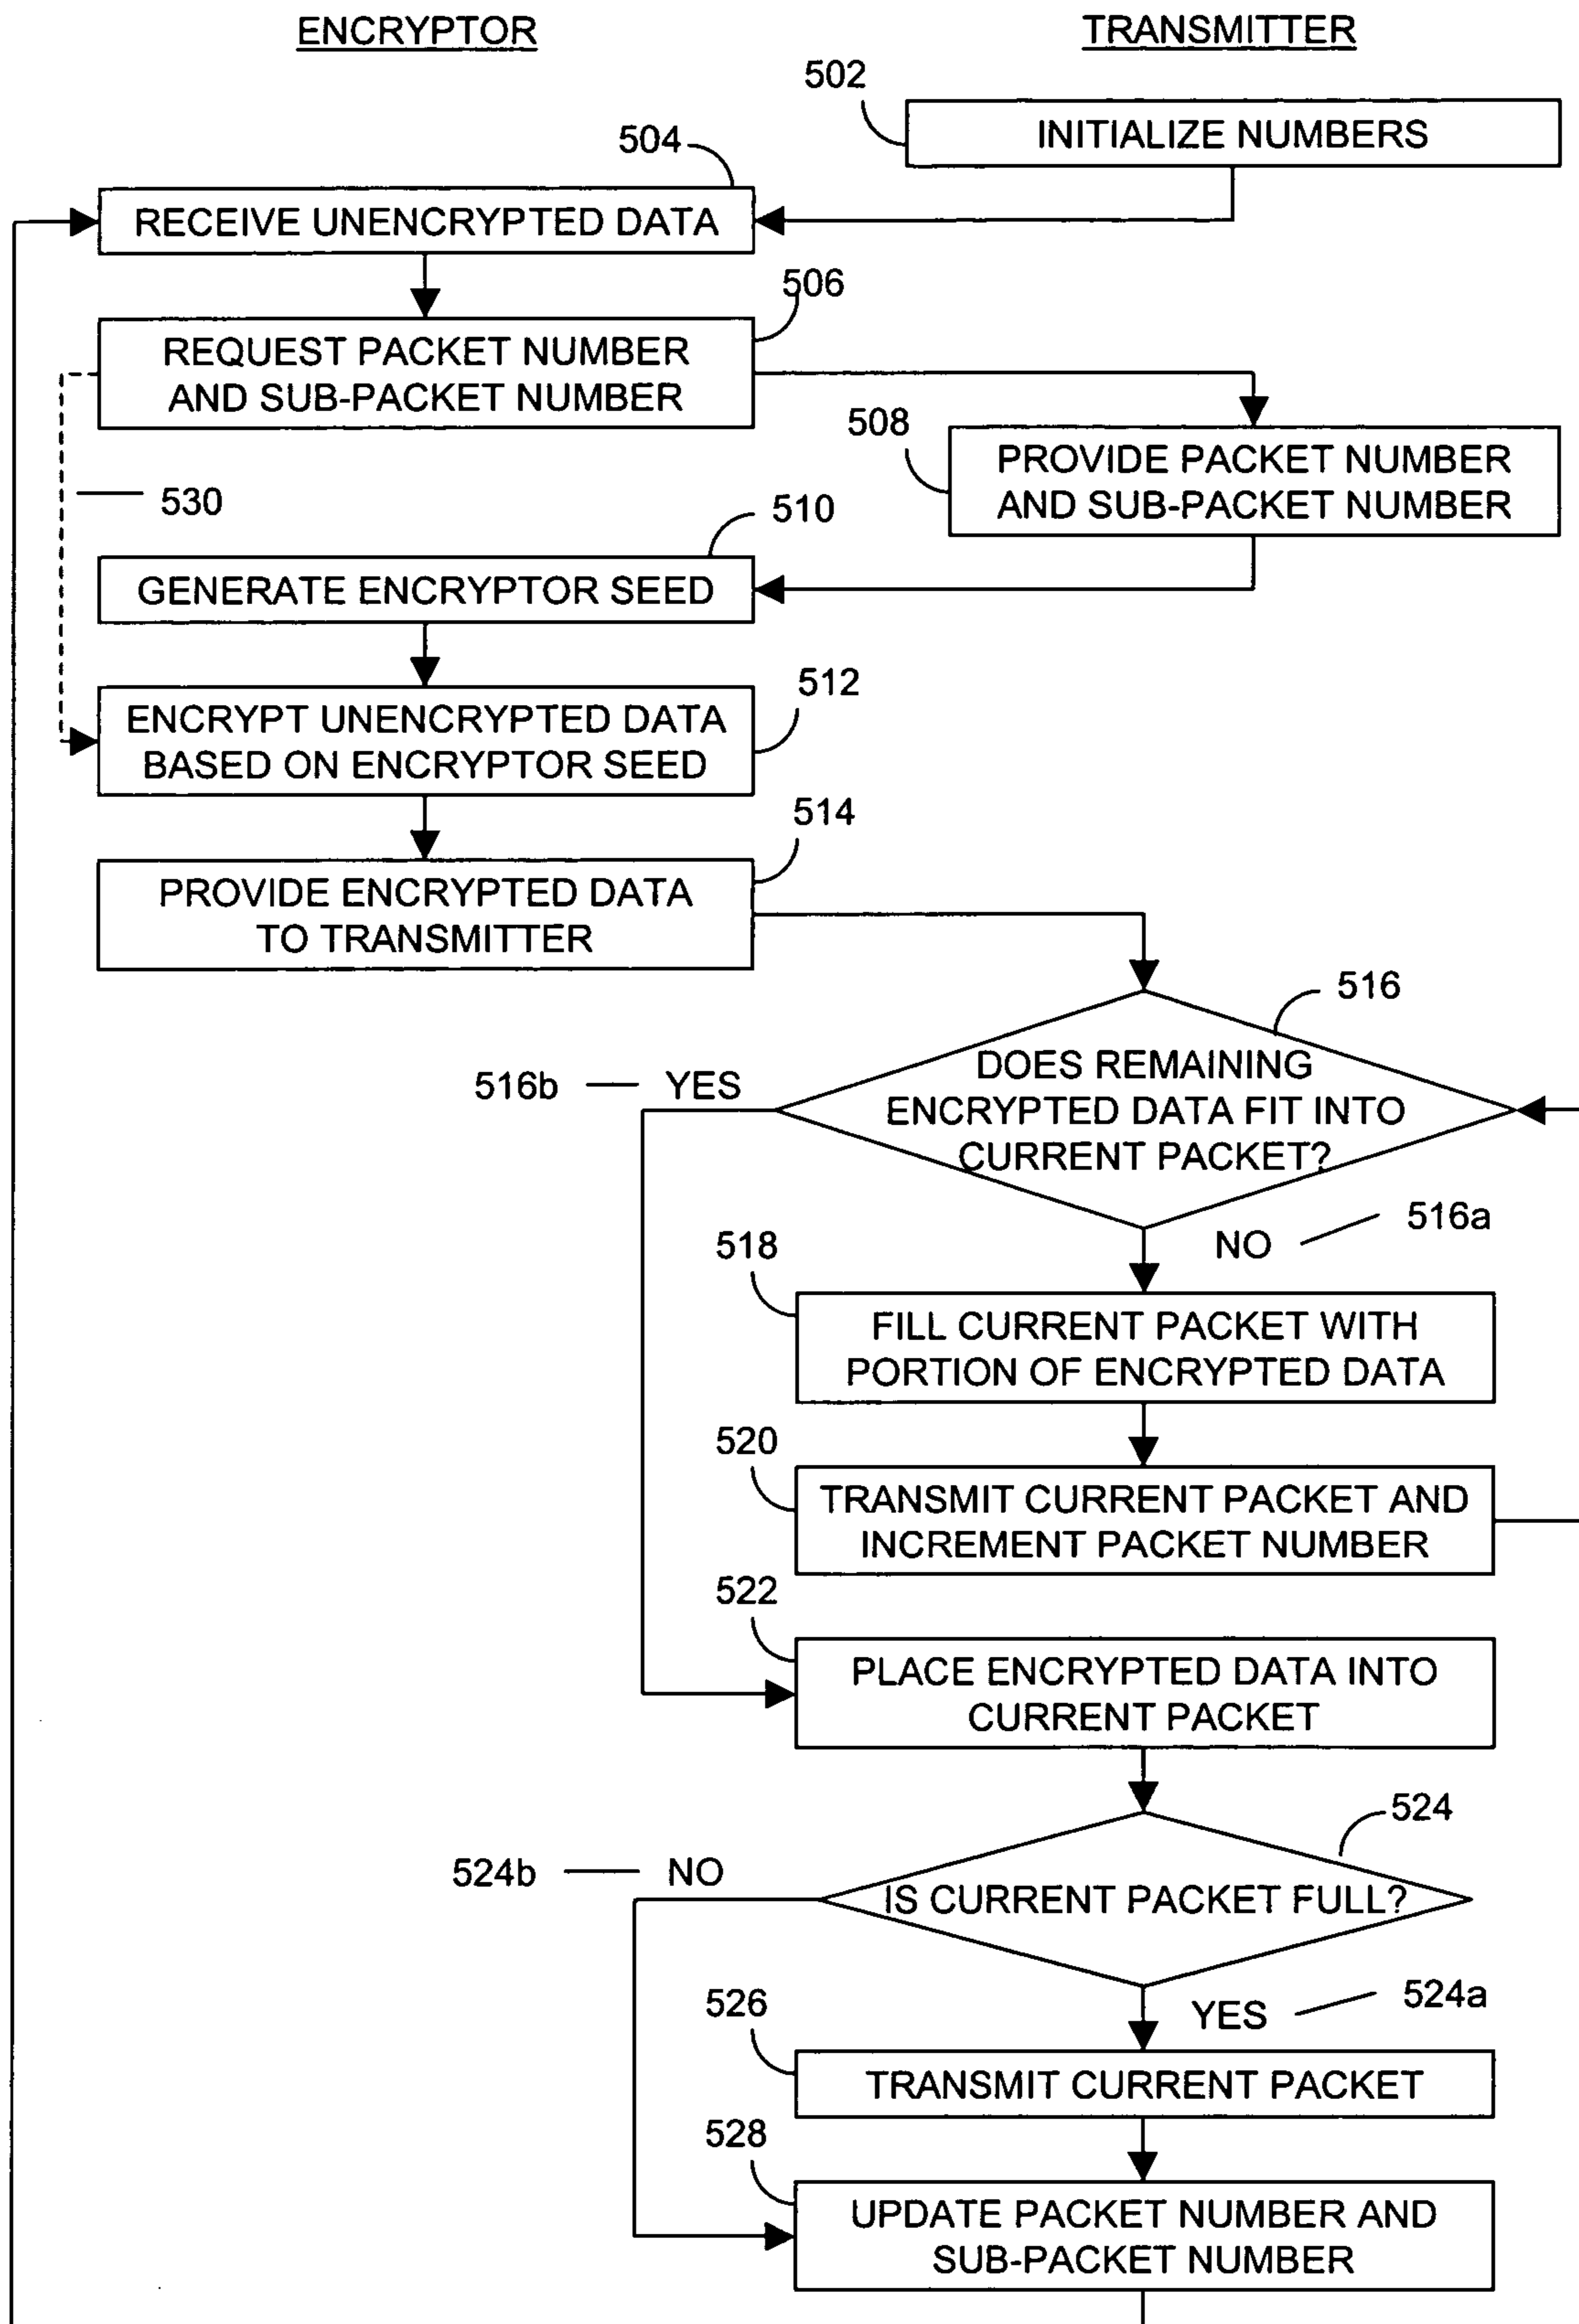 ENCRYPTOR
TRANSMITTER
502
INITIALIZE NUMBERS
504
RECEIVE UNENCRYPTED DATA
506
REQUEST PACKET NUMBER
AND SUB-PACKET NUMBER
508
PROVIDE PACKET NUMBER
AND SUB-PACKET NUMBER
530
510
GENERATE ENCRYPTOR SEED
512
ENCRYPT UNENCRYPTED DATA
BASED ON ENCRYPTOR SEED
514
PROVIDE ENCRYPTED DATA
TO TRANSMITTER
516
DOES REMAINING
ENCRYPTED DATA FIT INTO
CURRENT PACKET?
516b
YES
516a
NO
518
FILL CURRENT PACKET WITH
PORTION OF ENCRYPTED DATA
520
TRANSMIT CURRENT PACKET AND
INCREMENT PACKET NUMBER
522
PLACE ENCRYPTED DATA INTO
CURRENT PACKET
524
524b
NO
IS CURRENT PACKET FULL?
524a
YES
526
TRANSMIT CURRENT PACKET
528
UPDATE PACKET NUMBER AND
SUB-PACKET NUMBER